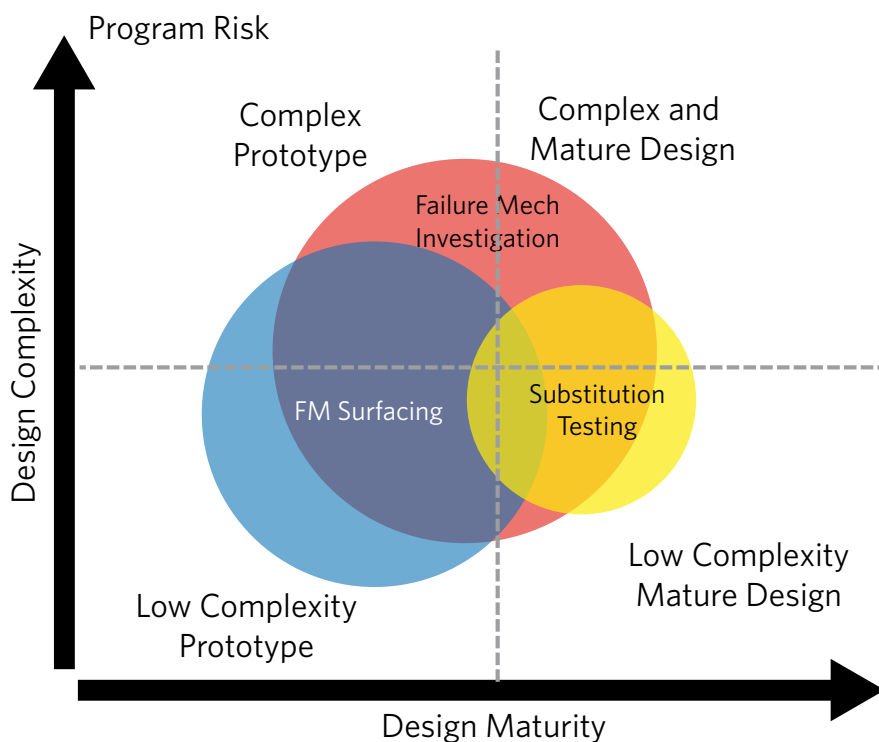 Program Risk
Complex
Prototype
Complex and
Mature Design
Failure Mech
Investigation
Design Complexity
FM Surfacing
Substitution
Testing
Low Complexity
Mature Design
Low Complexity
Prototype
Design Maturity